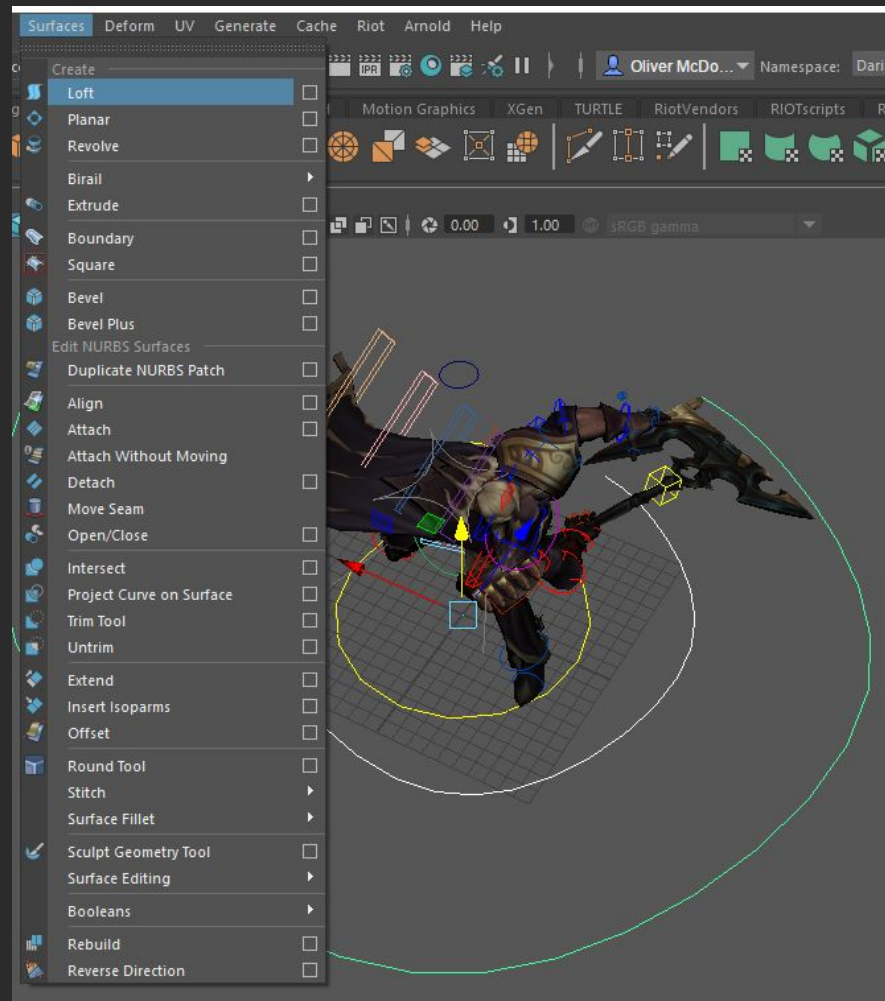 Surfaces Deform UV Generate Cache Riot Arnold Help
IPR Oliver McDo... Namespace: Dari
Create
Loft
Motion Graphics XGen TURTLE RiotVendors RIOTscripts R
Planar
Revolve
Birail
Extrude
0.00 1.00 sRGB gamma
Boundary
Square
Bevel
Bevel Plus
Edit NURBS Surfaces
Duplicate NURBS Patch
Align
Attach
Attach Without Moving
Detach
Move Seam
Open/Close
Intersect
Project Curve on Surface
Trim Tool
Untrim
Extend
Insert Isoparms
Offset
Round Tool
Stitch
Surface Fillet
Sculpt Geometry Tool
Surface Editing
Booleans
Rebuild
Reverse Direction